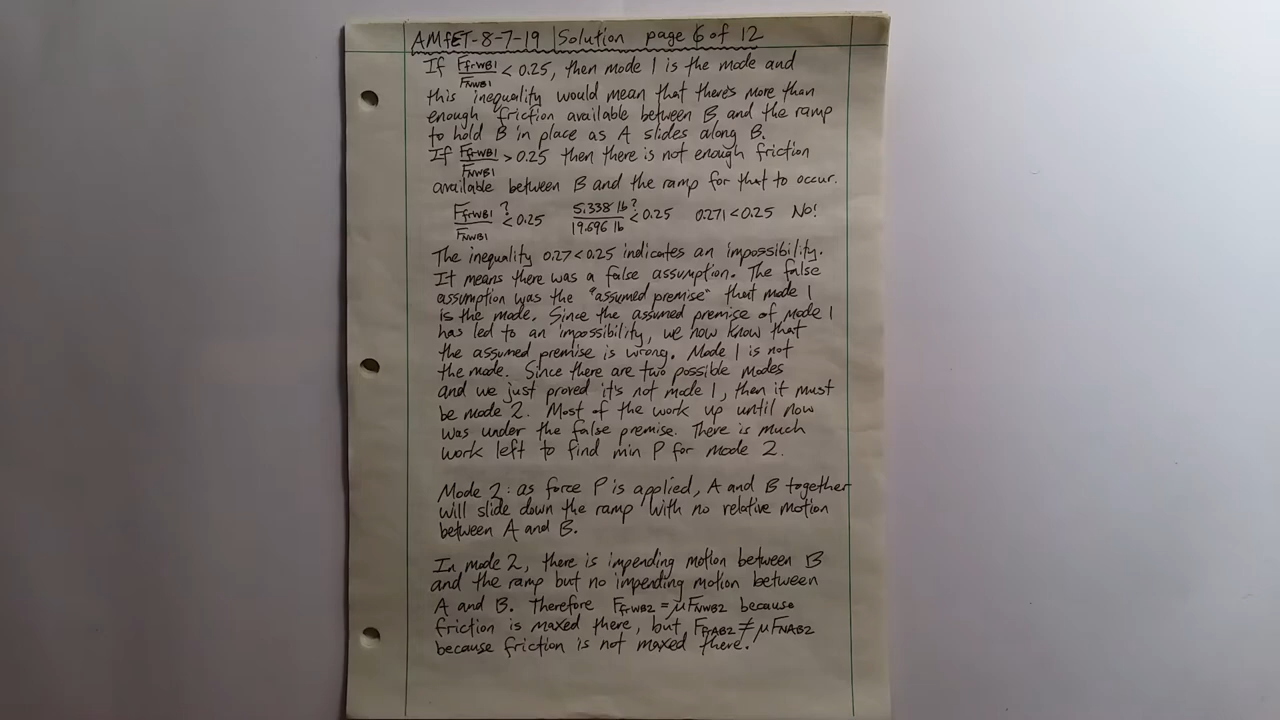 AMfET-8-7-19 | Solution page 6 of 12
If FfrWB1/FNWB1 < 0.25, then mode 1 is the mode and
this inequality would mean that there's more than
enough friction available between B and the ramp
to hold B in place as A slides along B.
If FfrWB1/FNWB1 > 0.25 then there is not enough friction
available between B and the ramp for that to occur.
FfrWB1/FNWB1 <? 0.25 5.338 lb/19.696 lb <? 0.25 0.271 < 0.25 No!
The inequality 0.27 < 0.25 indicates an impossibility.
It means there was a false assumption. The false
assumption was the "assumed premise" that mode 1
is the mode. Since the assumed premise of Mode 1
has led to an impossibility, we now know that
the assumed premise is wrong. Mode 1 is not
the mode. Since there are two possible modes
and we just proved it's not mode 1, then it must
be mode 2. Most of the work up until now
was under the false premise. There is much
work left to find min P for mode 2.
Mode 2: as force P is applied, A and B together
will slide down the ramp with no relative motion
between A and B.
In mode 2, there is impending motion between B
and the ramp but no impending motion between
A and B. Therefore FfrWB2 = μFNWB2 because
friction is maxed there, but FfrAB2 ≠ μFNAB2
because friction is not maxed there.